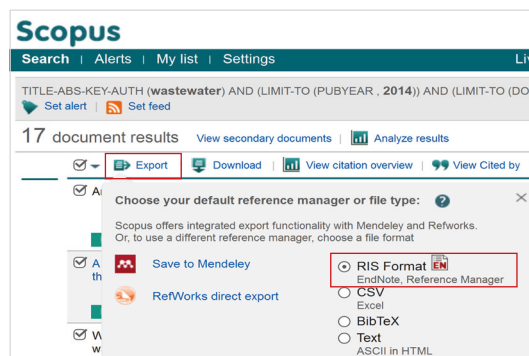 Scopus
Search | Alerts | My list | Settings Li
TITLE-ABS-KEY-AUTH (wastewater) AND (LIMIT-TO (PUBYEAR , 2014)) AND (LIMIT-TO (DO
Set alert | Set feed
17 document results View secondary documents | Analyze results
Export | Download | View citation overview | View Cited by
Choose your default reference manager or file type:
Scopus offers integrated export functionality with Mendeley and Refworks.
Or, to use a different reference manager, choose a file format
Save to Mendeley
RefWorks direct export
RIS Format EN
EndNote, Reference Manager
CSV
Excel
BibTeX
Text
ASCII in HTML